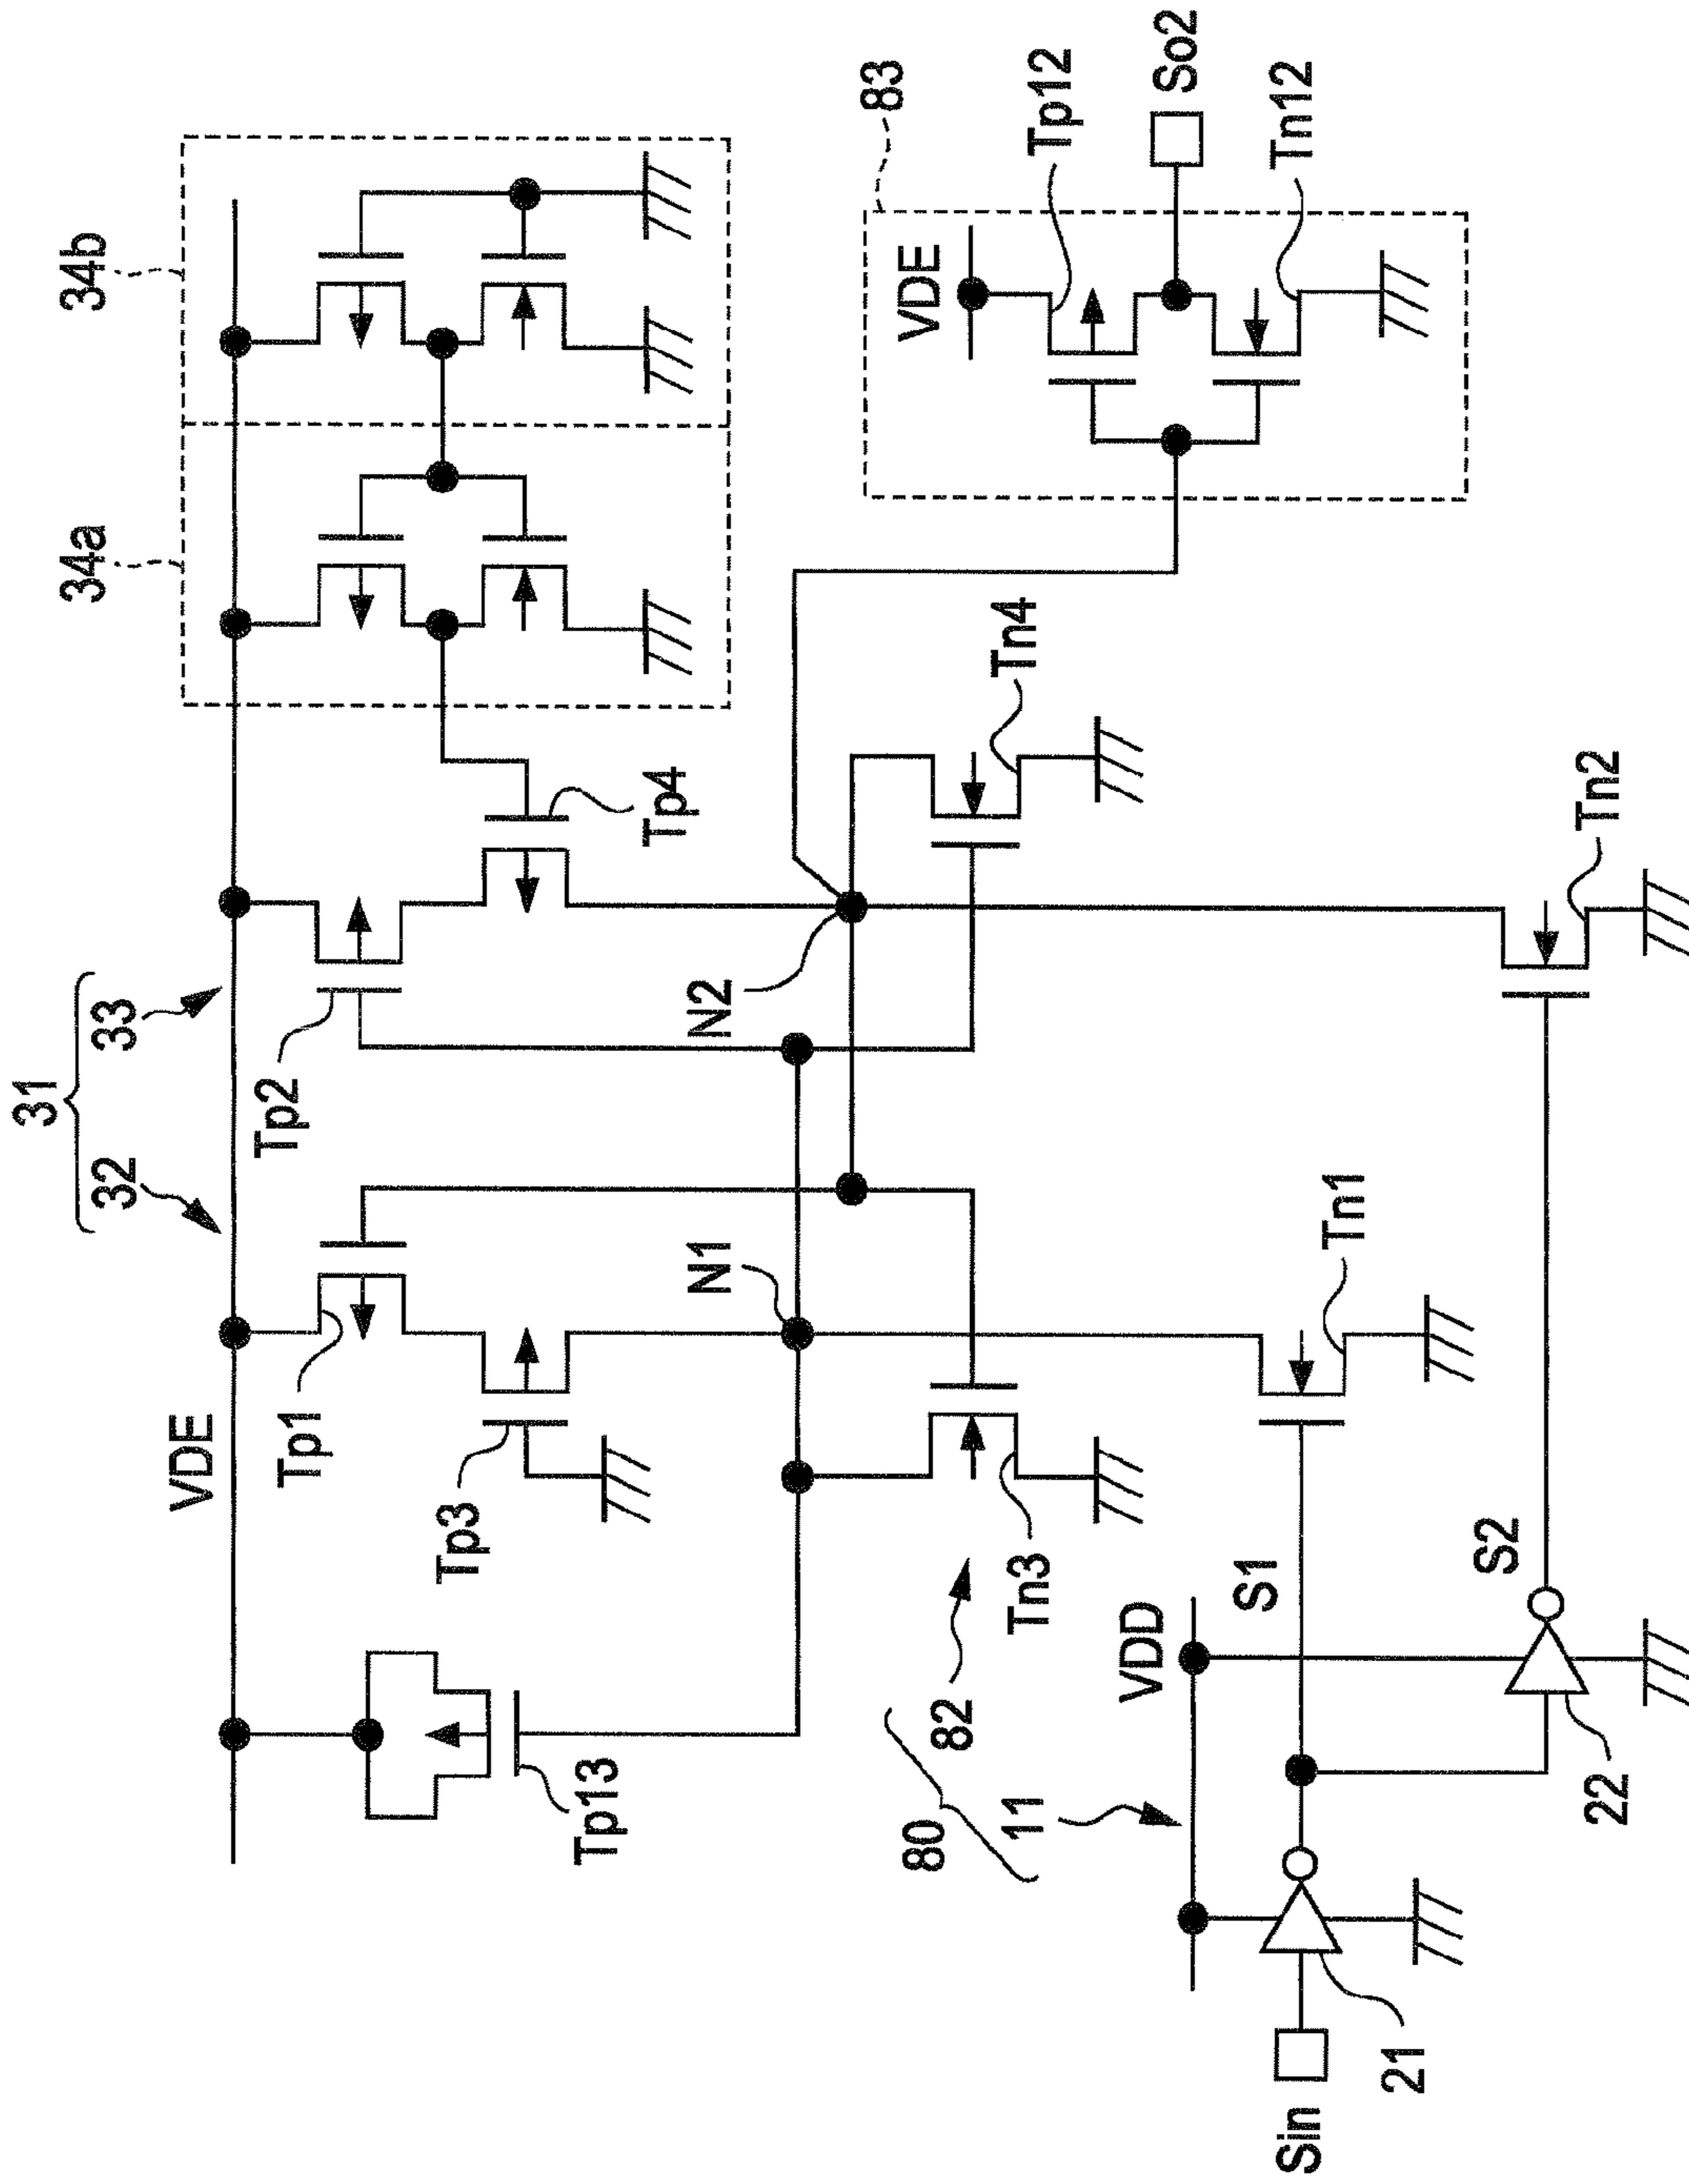 31
32
33
34a
34b
VDE
Tp1
Tp2
Tp3
Tp4
Tp13
N1
N2
83
VDE
Tp12
So2
Tn12
Tn3
Tn4
80
82
11
VDD
S1
Tn1
S2
Tn2
Sin
21
22